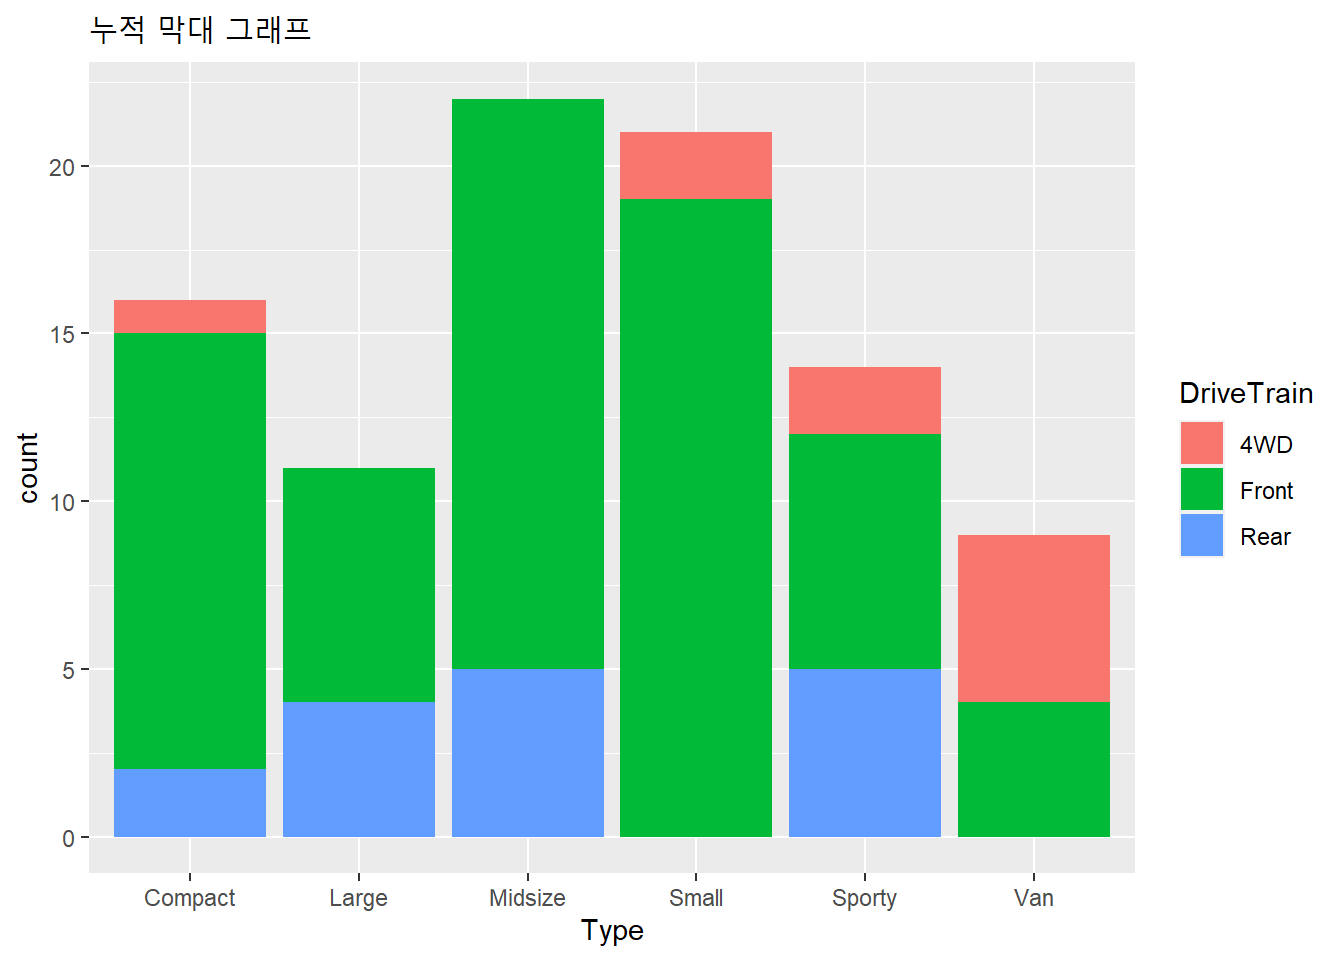 누적 막대 그래프
20
15
10
5
0
count
Compact Large Midsize Small Sporty Van
Type
DriveTrain
4WD
Front
Rear